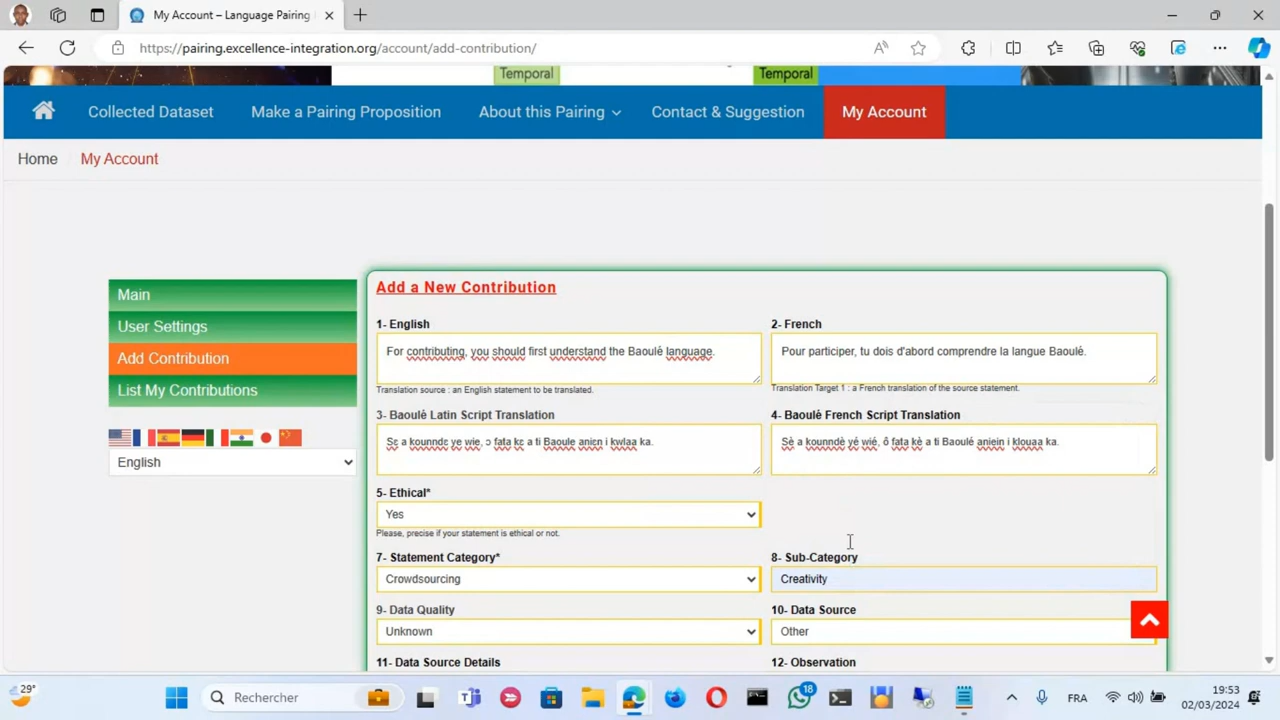 My Account – Language Pairing
https://pairing.excellence-integration.org/account/add-contribution/
Temporal
Temporal
Collected Dataset
Make a Pairing Proposition
About this Pairing
Contact & Suggestion
My Account
Home
My Account
Main
User Settings
Add Contribution
List My Contributions
English
Add a New Contribution
1- English
2- French
For contributing, you should first understand the Baoulé language.
Pour participer, tu dois d'abord comprendre la langue Baoulé.
Translation source : an English statement to be translated.
Translation Target 1 : a French translation of the source statement.
3- Baoulé Latin Script Translation
4- Baoulé French Script Translation
Sɛ a kounndɛ ye wie, ɔ fata kɛ a ti Baoule aniɛn i kwlaa ka.
Sè a kounndè yé wié, ô fata kè a ti Baoulé aniein i klouaa ka.
5- Ethical*
Yes
Please, precise if your statement is ethical or not.
7- Statement Category*
8- Sub-Category
Crowdsourcing
Creativity
9- Data Quality
10- Data Source
Unknown
Other
11- Data Source Details
12- Observation
29°
Rechercher
18
FRA
19:53
02/03/2024